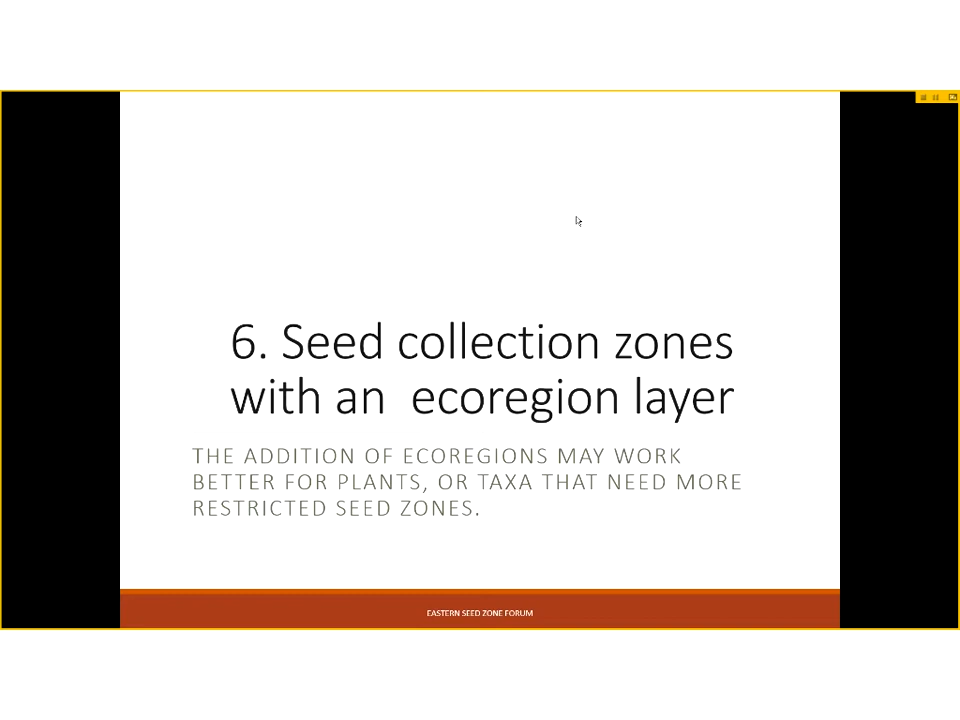 6. Seed collection zones
with an  ecoregion layer
THE ADDITION OF ECOREGIONS MAY WORK
BETTER FOR PLANTS, OR TAXA THAT NEED MORE
RESTRICTED SEED ZONES.
EASTERN SEED ZONE FORUM